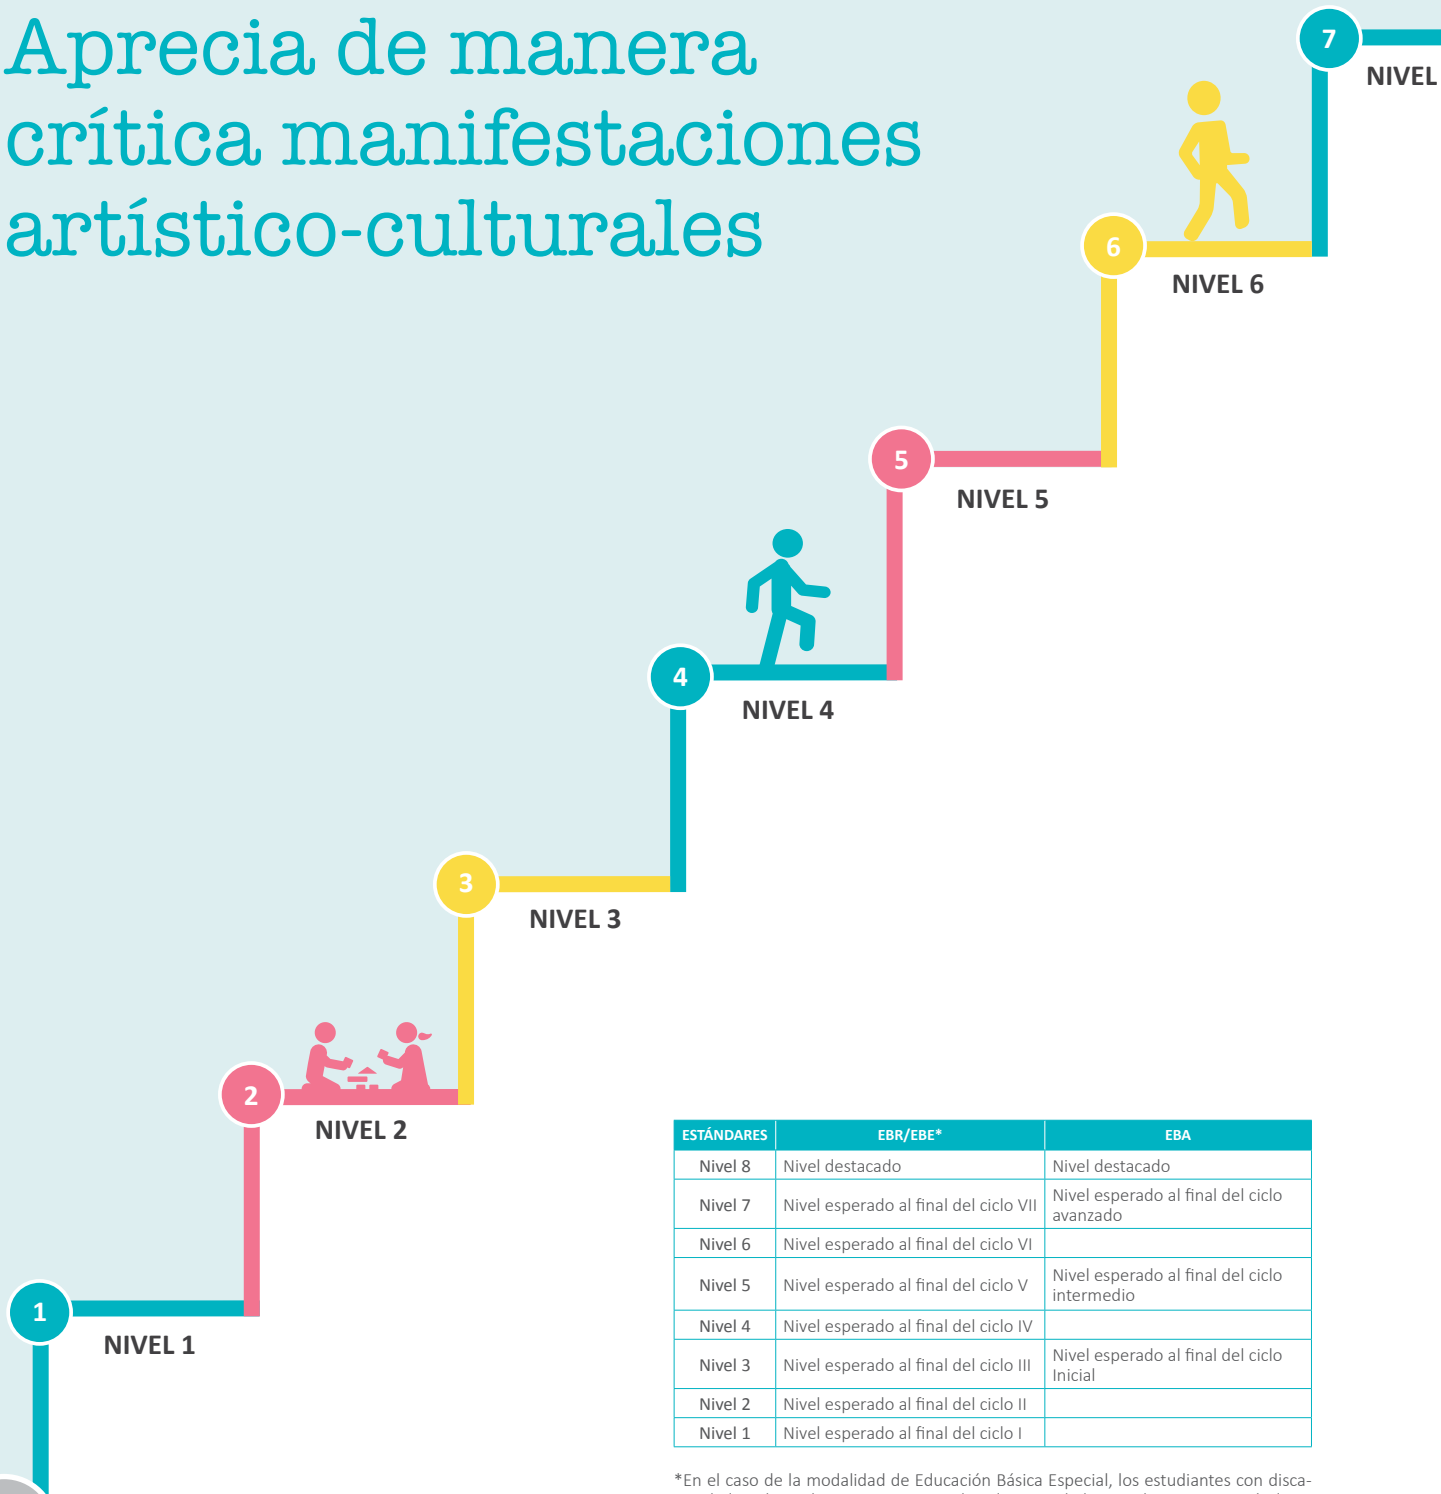 Aprecia de manera
crítica manifestaciones
artístico-culturales
7
NIVEL
6
NIVEL 6
5
NIVEL 5
4
NIVEL 4
3
NIVEL 3
2
NIVEL 2
1
NIVEL 1
ESTÁNDARES EBR/EBE* EBA
Nivel 8 Nivel destacado Nivel destacado
Nivel 7 Nivel esperado al final del ciclo VII Nivel esperado al final del ciclo
avanzado
Nivel 6 Nivel esperado al final del ciclo VI
Nivel 5 Nivel esperado al final del ciclo V Nivel esperado al final del ciclo
intermedio
Nivel 4 Nivel esperado al final del ciclo IV
Nivel 3 Nivel esperado al final del ciclo III Nivel esperado al final del ciclo
Inicial
Nivel 2 Nivel esperado al final del ciclo II
Nivel 1 Nivel esperado al final del ciclo I
*En el caso de la modalidad de Educación Básica Especial, los estudiantes con disca-